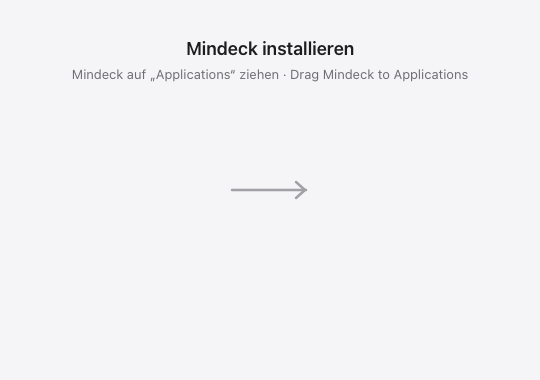 Mindeck installieren
Mindeck auf „Applications“ ziehen · Drag Mindeck to Applications